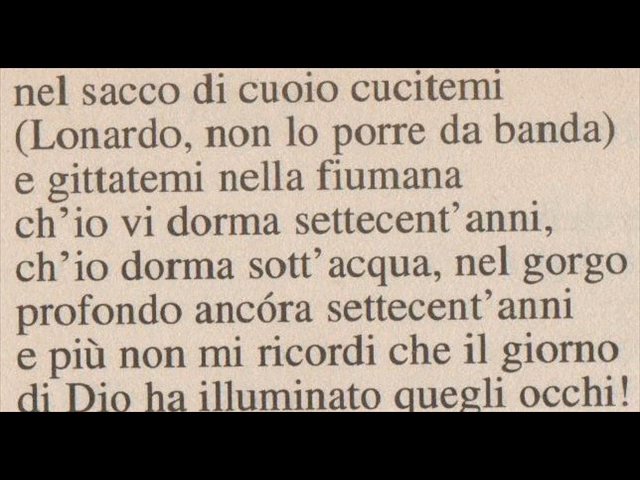 nel sacco di cuoio cucitemi
(Lonardo, non lo porre da banda)
e gittatemi nella fiumana
ch'io vi dorma settecent'anni,
ch'io dorma sott'acqua, nel gorgo
profondo ancóra settecent'anni
e più non mi ricordi che il giorno
di Dio ha illuminato quegli occhi!